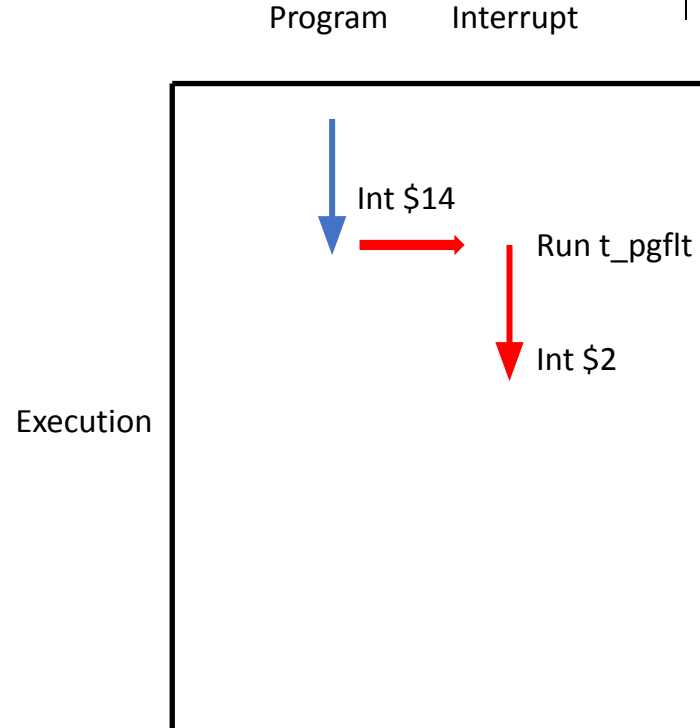 Program Interrupt
Int $14
Run t_pgflt
Int $2
Execution